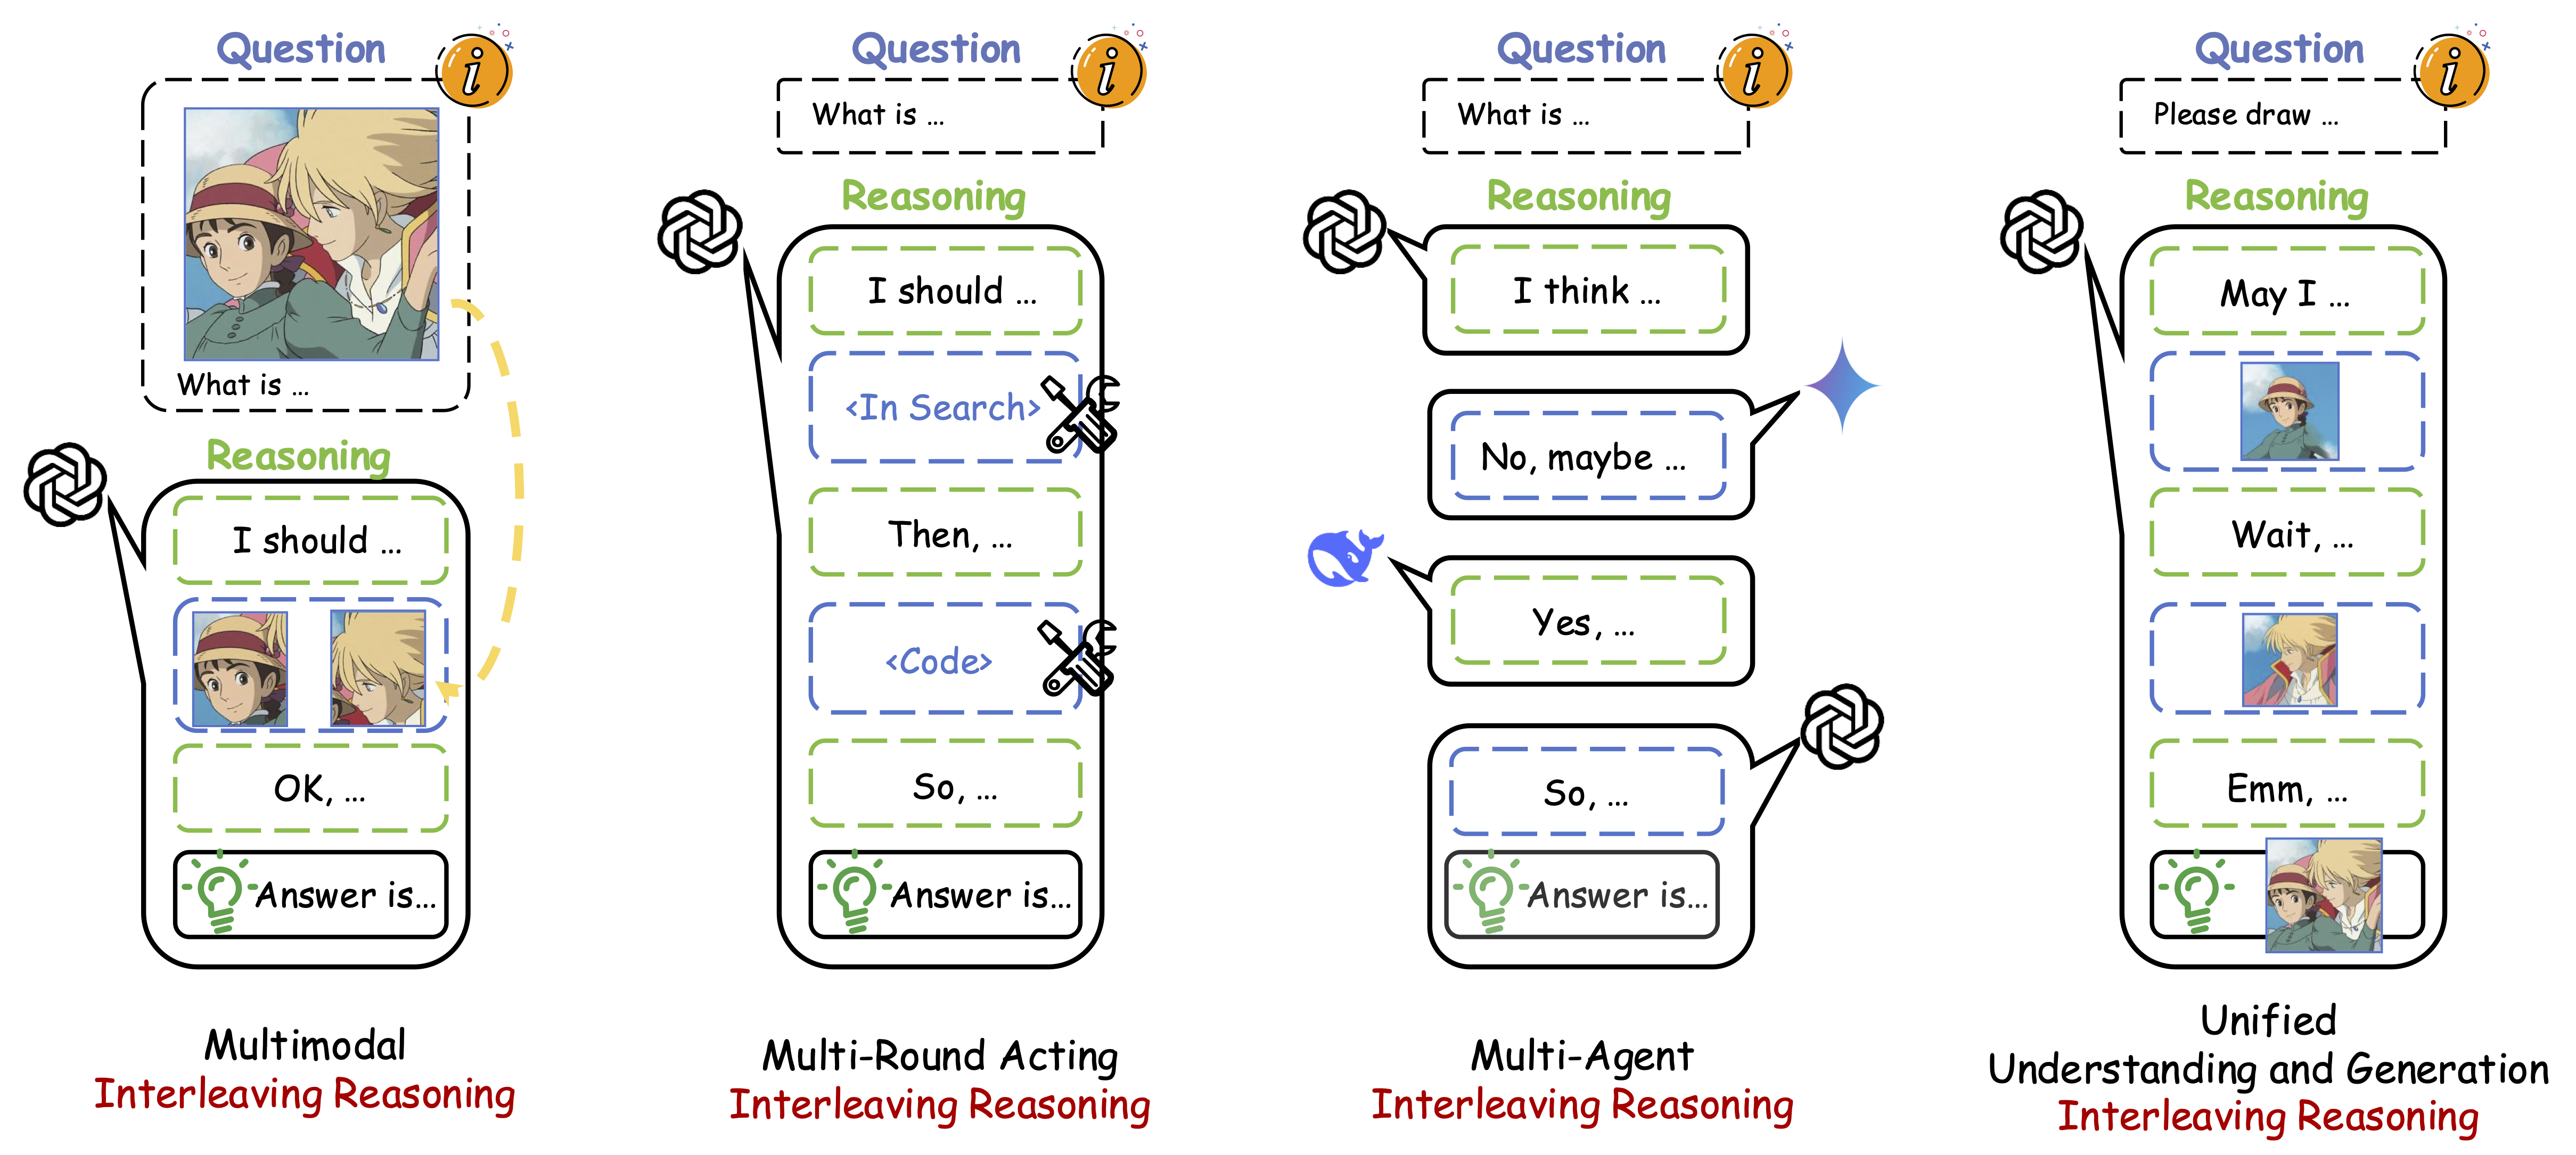 Question
What is ...
Reasoning
I should ...
OK, ...
Answer is...
Multimodal
Interleaving Reasoning
Question
What is ...
Reasoning
I should ...
<In Search>
Then, ...
<Code>
So, ...
Answer is...
Multi-Round Acting
Interleaving Reasoning
Question
What is ...
Reasoning
I think ...
No, maybe ...
Yes, ...
So, ...
Answer is...
Multi-Agent
Interleaving Reasoning
Question
Please draw ...
Reasoning
May I ...
Wait, ...
Emm, ...
Unified
Understanding and Generation
Interleaving Reasoning